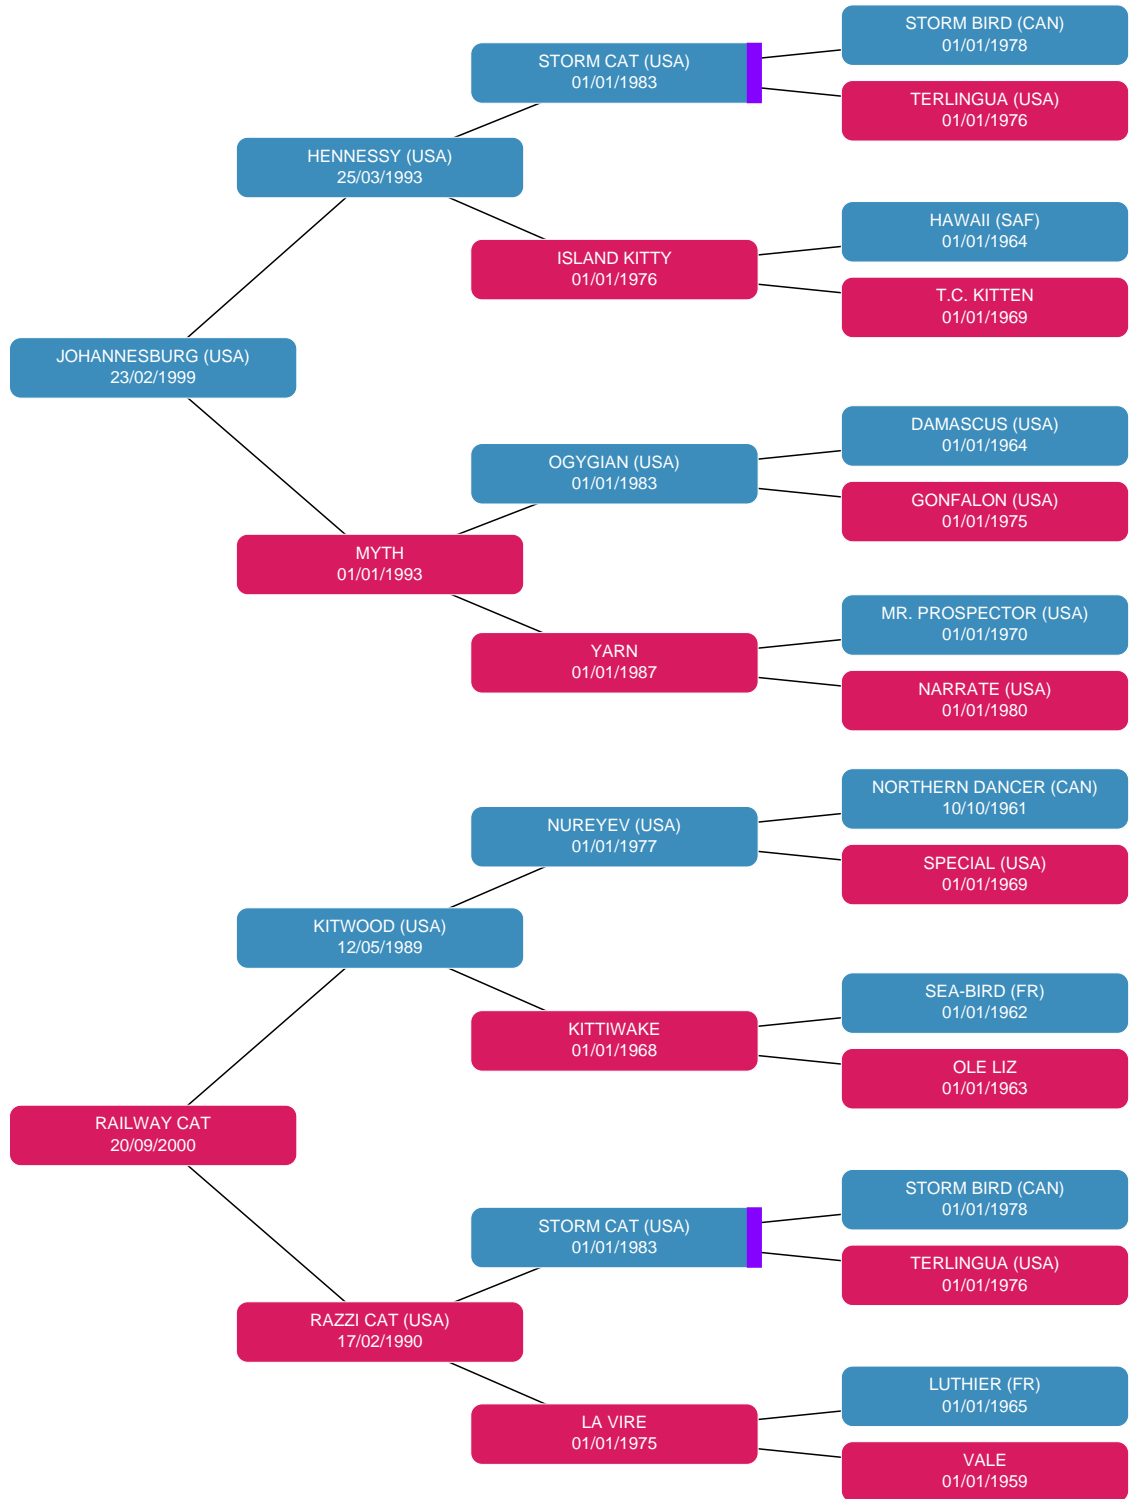 STORM BIRD (CAN)
01/01/1978
STORM CAT (USA)
01/01/1983
TERLINGUA (USA)
01/01/1976
HENNESSY (USA)
25/03/1993
HAWAII (SAF)
01/01/1964
ISLAND KITTY
01/01/1976
T.C. KITTEN
01/01/1969
JOHANNESBURG (USA)
23/02/1999
DAMASCUS (USA)
01/01/1964
OGYGIAN (USA)
01/01/1983
GONFALON (USA)
01/01/1975
MYTH
01/01/1993
MR. PROSPECTOR (USA)
01/01/1970
YARN
01/01/1987
NARRATE (USA)
01/01/1980
NORTHERN DANCER (CAN)
10/10/1961
NUREYEV (USA)
01/01/1977
SPECIAL (USA)
01/01/1969
KITWOOD (USA)
12/05/1989
SEA-BIRD (FR)
01/01/1962
KITTIWAKE
01/01/1968
OLE LIZ
01/01/1963
RAILWAY CAT
20/09/2000
STORM BIRD (CAN)
01/01/1978
STORM CAT (USA)
01/01/1983
TERLINGUA (USA)
01/01/1976
RAZZI CAT (USA)
17/02/1990
LUTHIER (FR)
01/01/1965
LA VIRE
01/01/1975
VALE
01/01/1959